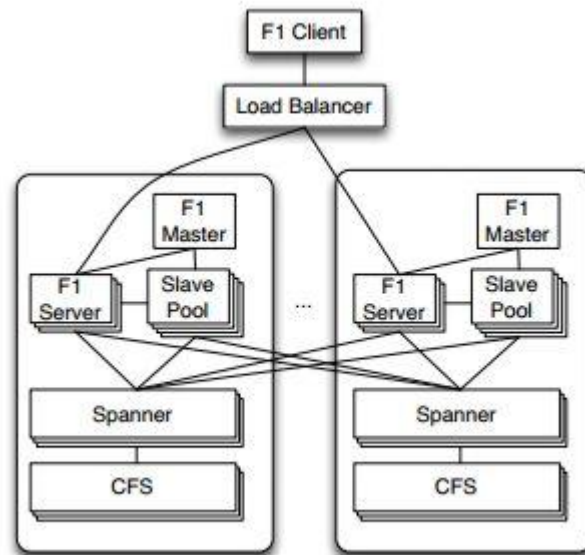 F1 Client
Load Balancer
F1
Master
F1
Server
Slave
Pool
Spanner
CFS
...
F1
Master
F1
Server
Slave
Pool
Spanner
CFS